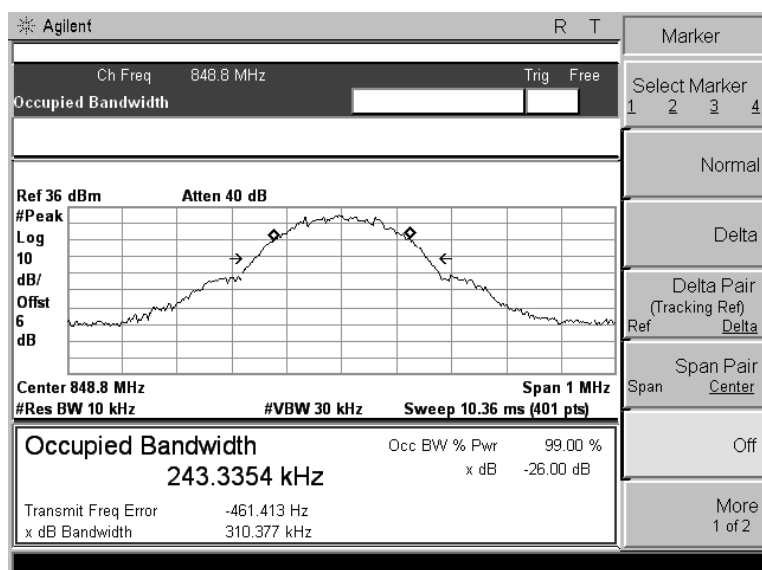 Agilent R T
Ch Freq 848.8 MHz Trig Free
Occupied Bandwidth
Ref 36 dBm Atten 40 dB
#Peak
Log
10
dB/
Offst
6
dB
Center 848.8 MHz Span 1 MHz
#Res BW 10 kHz #VBW 30 kHz Sweep 10.36 ms (401 pts)
Occupied Bandwidth Occ BW % Pwr 99.00 %
243.3354 kHz x dB -26.00 dB
Transmit Freq Error -461.413 Hz
x dB Bandwidth 310.377 kHz
Marker
Select Marker
1 2 3 4
Normal
Delta
Delta Pair
(Tracking Ref)
Ref Delta
Span Pair
Span Center
Off
More
1 of 2